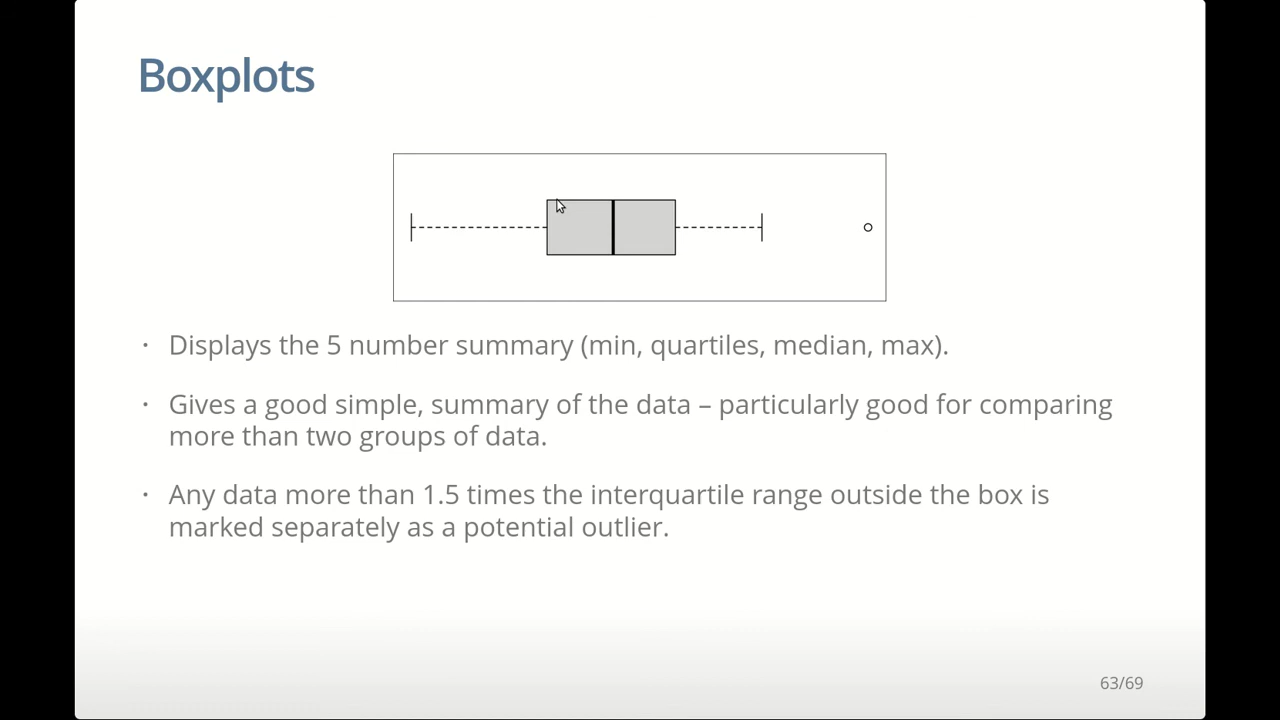 Boxplots
· Displays the 5 number summary (min, quartiles, median, max).
· Gives a good simple, summary of the data – particularly good for comparing
more than two groups of data.
· Any data more than 1.5 times the interquartile range outside the box is
marked separately as a potential outlier.
63/69